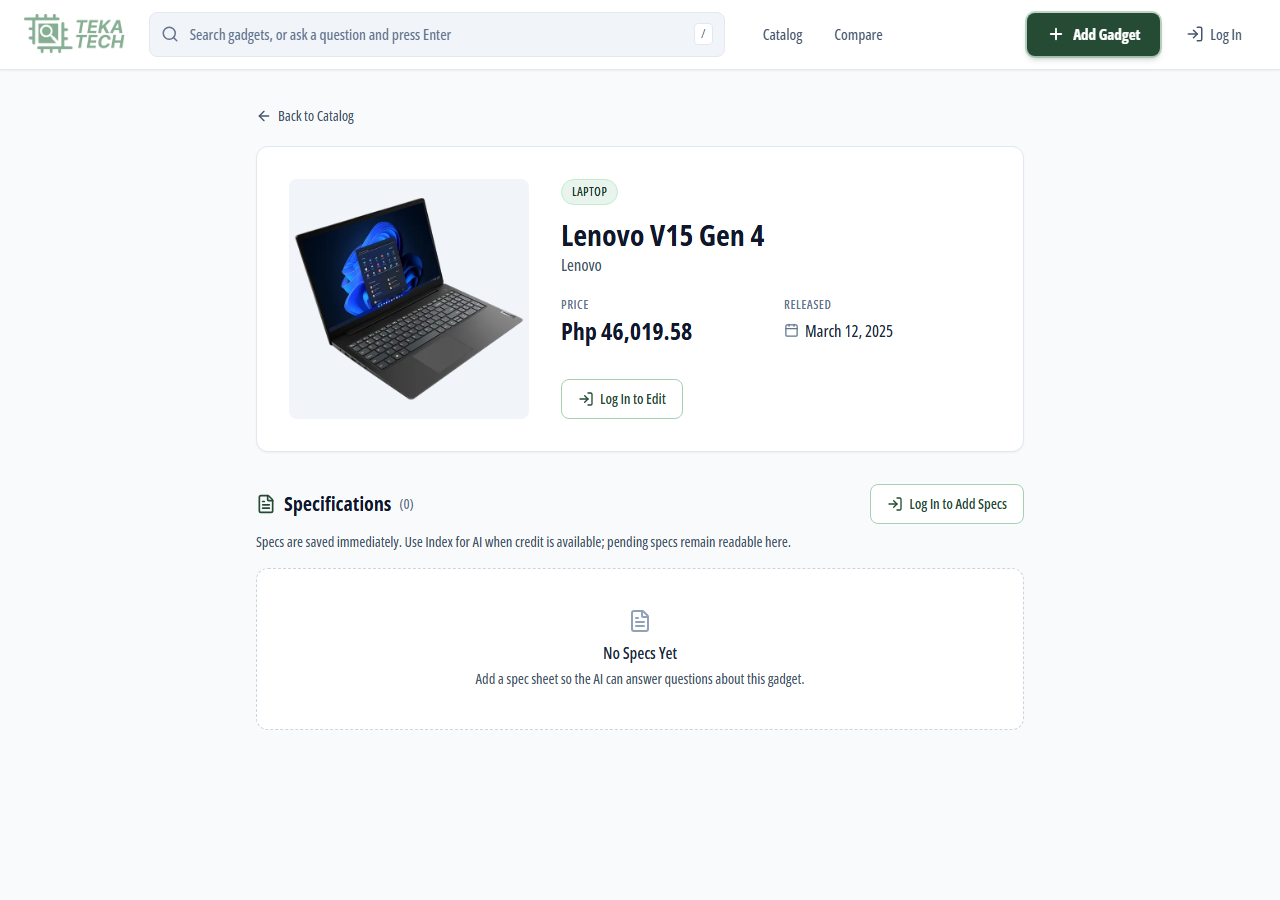 TEKA
TECH
Search gadgets, or ask a question and press Enter
/
Catalog
Compare
Add Gadget
Log In
Back to Catalog
LAPTOP
Lenovo V15 Gen 4
Lenovo
PRICE
RELEASED
Php 46,019.58
March 12, 2025
Log In to Edit
Specifications (0)
Log In to Add Specs
Specs are saved immediately. Use Index for AI when credit is available; pending specs remain readable here.
No Specs Yet
Add a spec sheet so the AI can answer questions about this gadget.